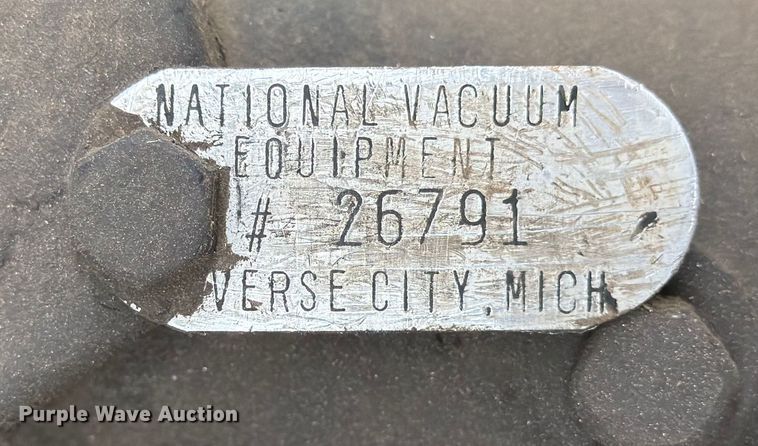 NATIONAL VACUUM
EQUIPMENT
# 26791
VERSE CITY, MICH
Purple Wave Auction